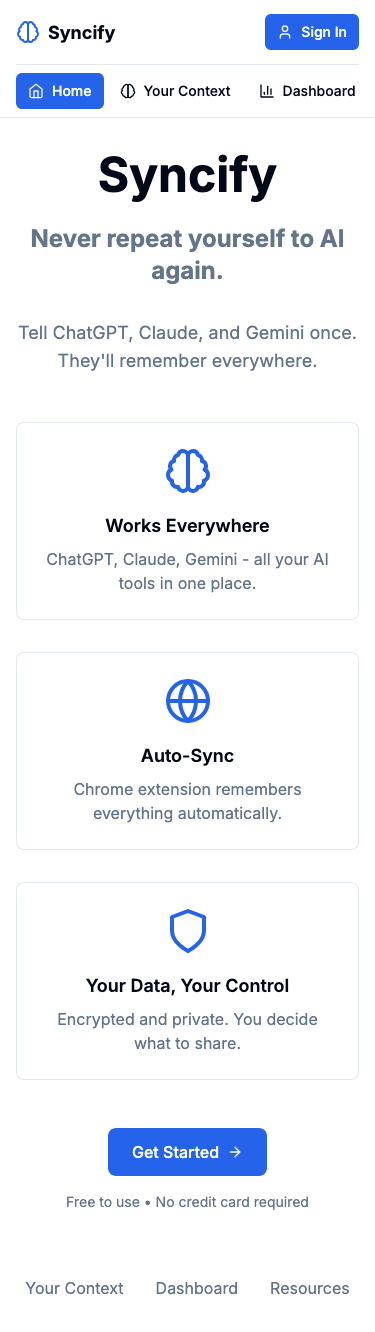 Syncify
Sign In
Home
Your Context
Dashboard
Syncify
Never repeat yourself to AI
again.
Tell ChatGPT, Claude, and Gemini once.
They'll remember everywhere.
Works Everywhere
ChatGPT, Claude, Gemini - all your AI
tools in one place.
Auto-Sync
Chrome extension remembers
everything automatically.
Your Data, Your Control
Encrypted and private. You decide
what to share.
Get Started
Free to use • No credit card required
Your Context
Dashboard
Resources